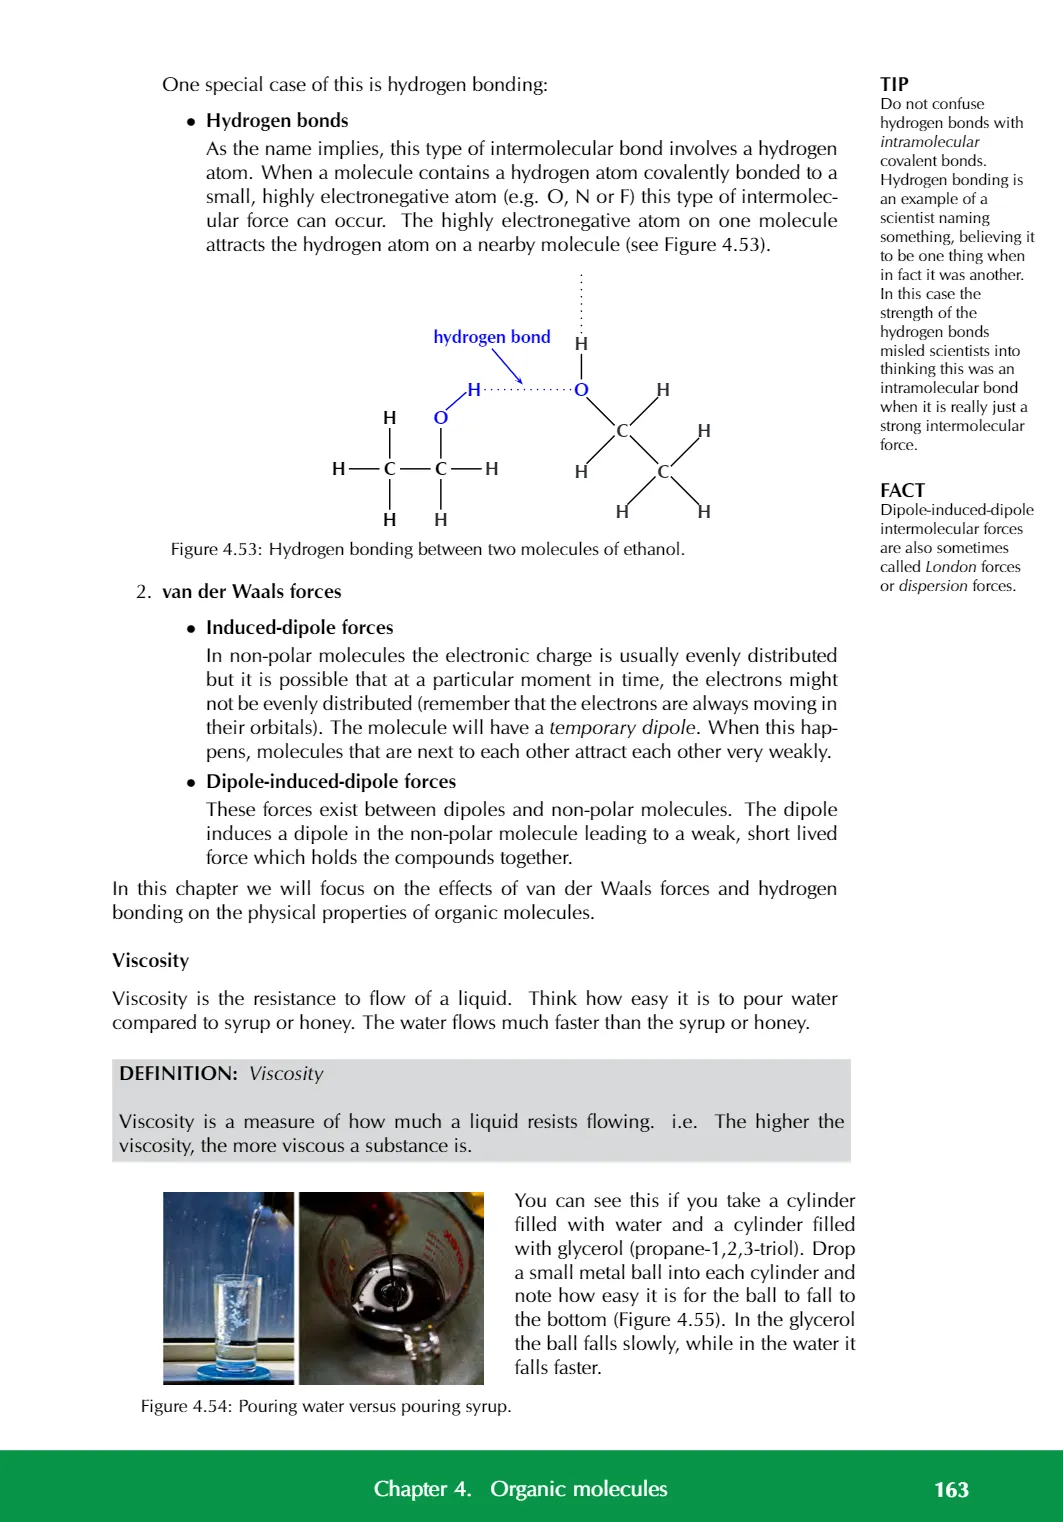 One special case of this is hydrogen bonding:
• Hydrogen bonds
As the name implies, this type of intermolecular bond involves a hydrogen
atom. When a molecule contains a hydrogen atom covalently bonded to a
small, highly electronegative atom (e.g. O, N or F) this type of intermolec-
ular force can occur. The highly electronegative atom on one molecule
attracts the hydrogen atom on a nearby molecule (see Figure 4.53).
hydrogen bond
H
H
O
H
H
O
C
H
H
C
C
H
H
C
H
H
H
H
Figure 4.53: Hydrogen bonding between two molecules of ethanol.
2. van der Waals forces
• Induced-dipole forces
In non-polar molecules the electronic charge is usually evenly distributed
but it is possible that at a particular moment in time, the electrons might
not be evenly distributed (remember that the electrons are always moving in
their orbitals). The molecule will have a temporary dipole. When this hap-
pens, molecules that are next to each other attract each other very weakly.
• Dipole-induced-dipole forces
These forces exist between dipoles and non-polar molecules. The dipole
induces a dipole in the non-polar molecule leading to a weak, short lived
force which holds the compounds together.
In this chapter we will focus on the effects of van der Waals forces and hydrogen
bonding on the physical properties of organic molecules.
Viscosity
Viscosity is the resistance to flow of a liquid. Think how easy it is to pour water
compared to syrup or honey. The water flows much faster than the syrup or honey.
DEFINITION: Viscosity
Viscosity is a measure of how much a liquid resists flowing. i.e. The higher the
viscosity, the more viscous a substance is.
You can see this if you take a cylinder
filled with water and a cylinder filled
with glycerol (propane-1,2,3-triol). Drop
a small metal ball into each cylinder and
note how easy it is for the ball to fall to
the bottom (Figure 4.55). In the glycerol
the ball falls slowly, while in the water it
falls faster.
Figure 4.54: Pouring water versus pouring syrup.
TIP
Do not confuse
hydrogen bonds with
intramolecular
covalent bonds.
Hydrogen bonding is
an example of a
scientist naming
something, believing it
to be one thing when
in fact it was another.
In this case the
strength of the
hydrogen bonds
misled scientists into
thinking this was an
intramolecular bond
when it is really just a
strong intermolecular
force.
FACT
Dipole-induced-dipole
intermolecular forces
are also sometimes
called London forces
or dispersion forces.
Chapter 4. Organic molecules 163